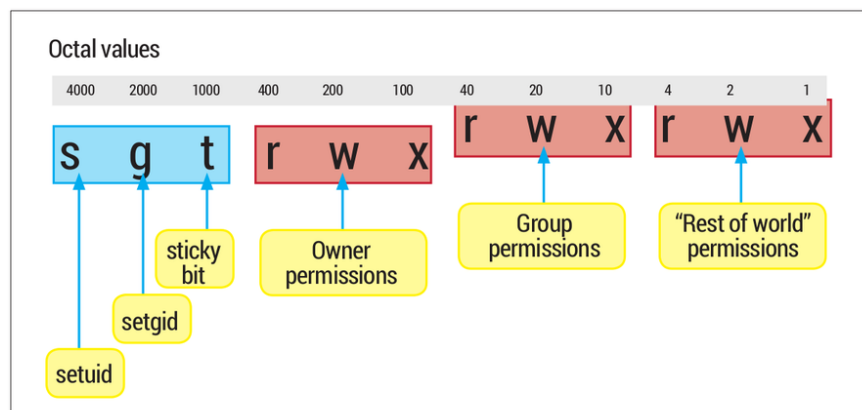 Octal values
4000 2000 1000 400 200 100 40 20 10 4 2 1
s g t r w x r w x r w x
sticky
bit
Owner
permissions
Group
permissions
“Rest of world”
permissions
setgid
setuid